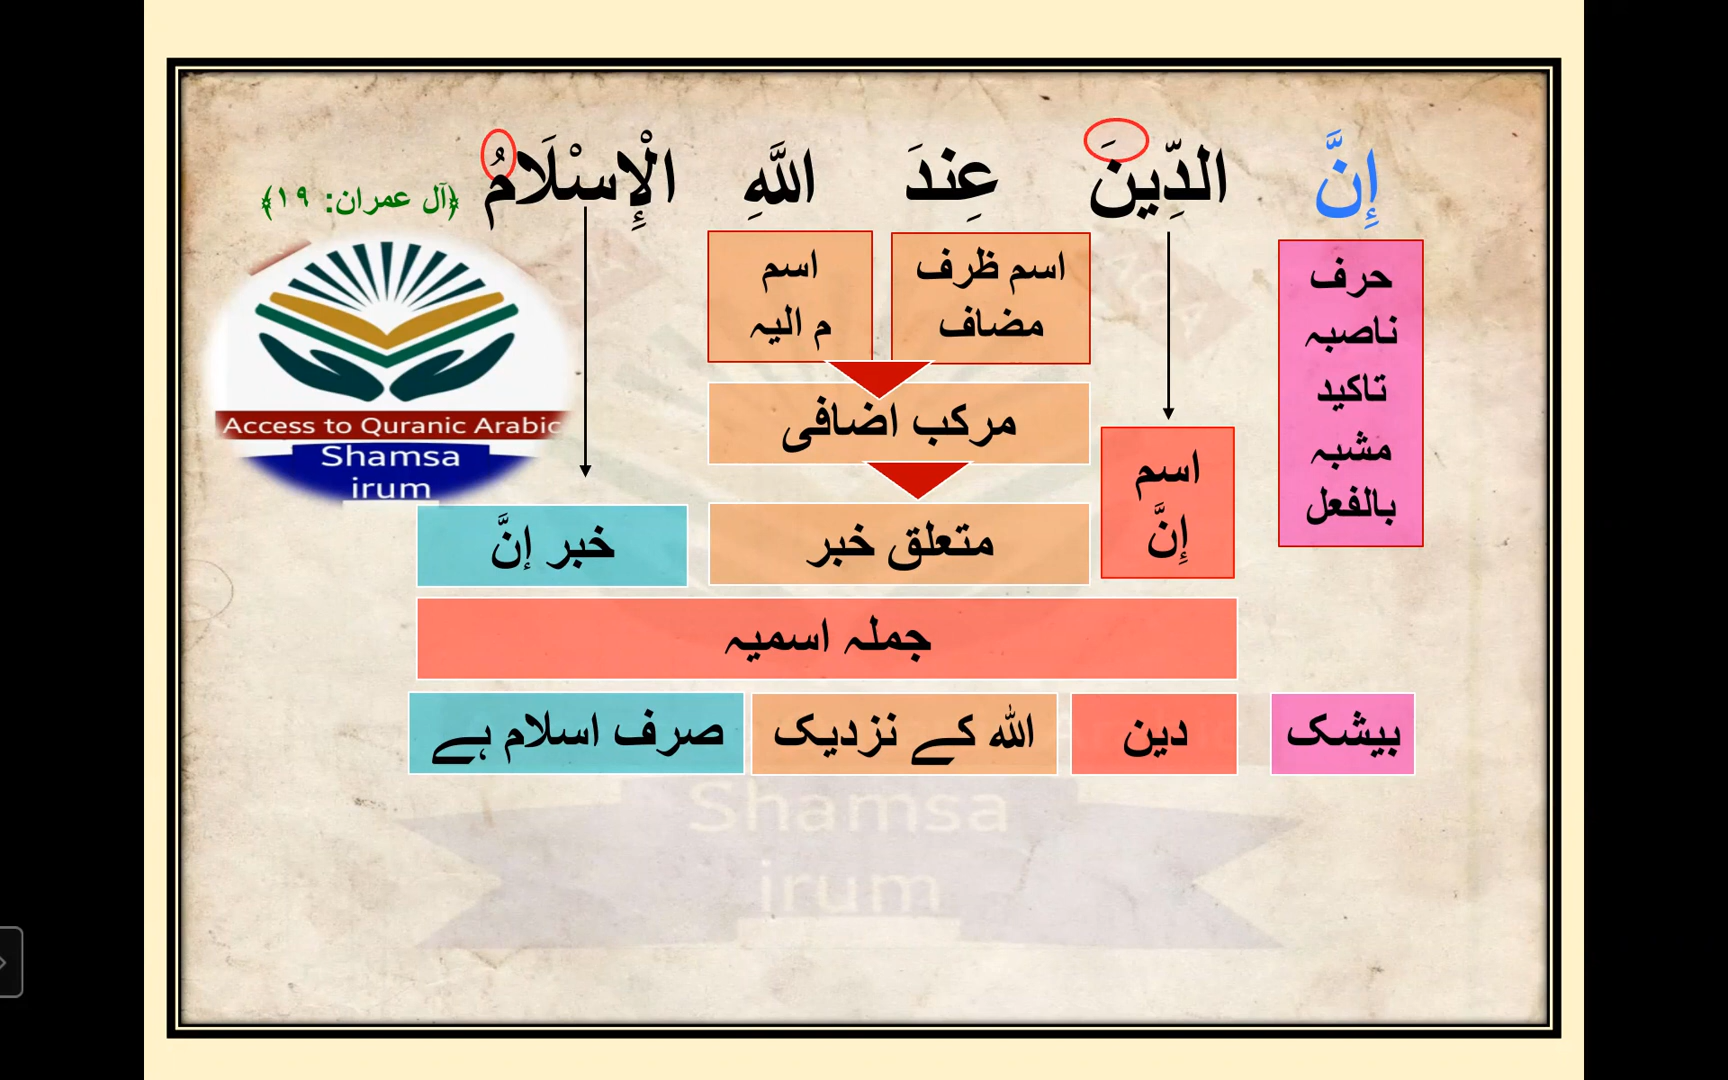 إِنَّ الدِّينَ عِندَ اللَّهِ الْإِسْلَامُ ﴿آل عمران: ١٩﴾
حرف
ناصبہ
تاکید
مشبہ
بالفعل
اسم ظرف
مضاف
اسم
م الیہ
مرکب اضافی
اسم
إِنَّ
متعلق خبر
خبر إنَّ
جملہ اسمیہ
بیشک
دین
اللہ کے نزدیک
صرف اسلام ہے
Access to Quranic Arabic
Shamsa
irum
Shamsa
irum